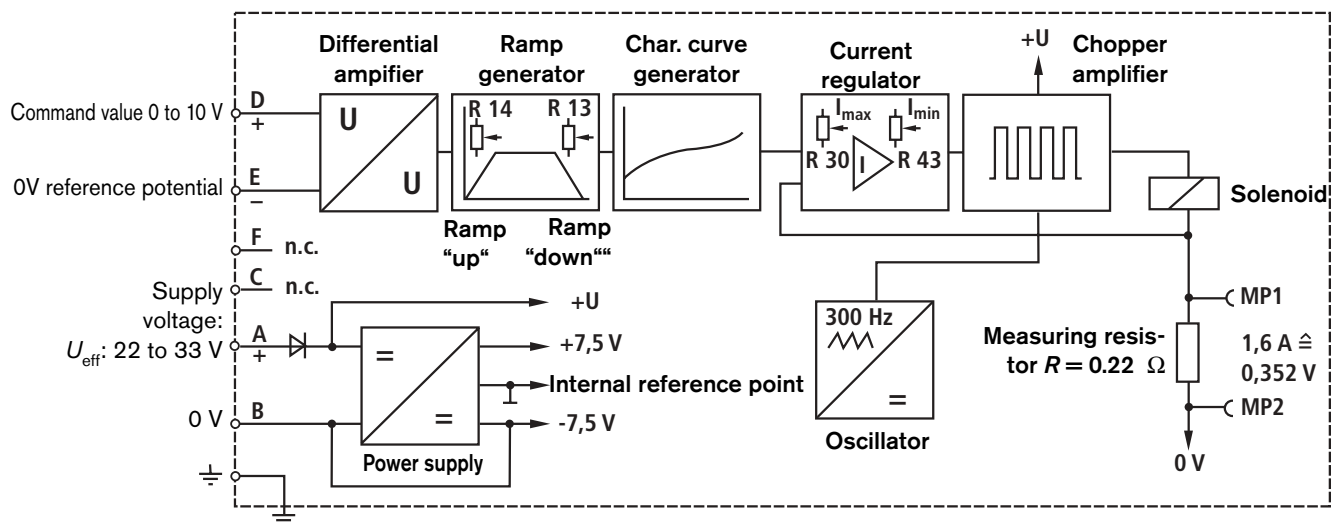 Differential
ampifier
Ramp
generator
Char. curve
generator
Current
regulator
+U
Chopper
amplifier
Command value 0 to 10 V
D
+
U
U
R 14
R 13
I max
I min
R 30
I
R 43
0V reference potential
E
–
Solenoid
Ramp
“up“
Ramp
“down““
F
n.c.
C
n.c.
Supply
voltage:
Ueff: 22 to 33 V
A
+
+U
=
=
+7,5 V
Internal reference point
-7,5 V
0 V
B
Power supply
300 Hz
=
Oscillator
Measuring resis-
tor R = 0.22 Ω
MP1
1,6 A ≙
0,352 V
MP2
0 V